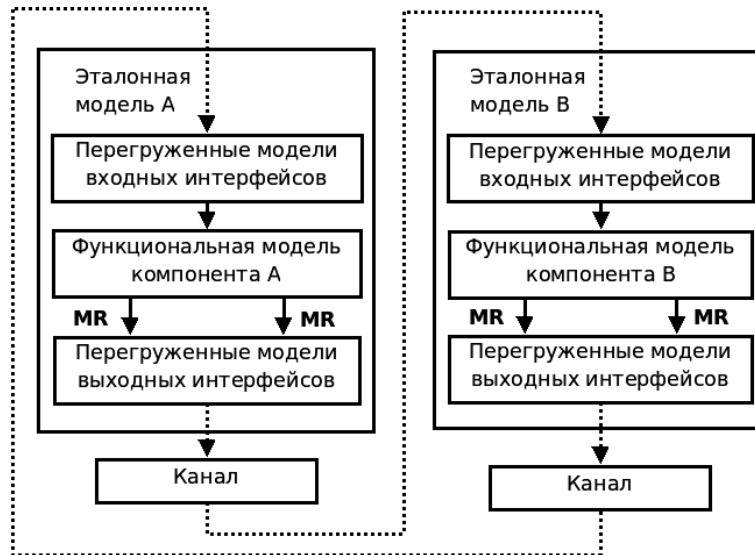 Эталонная
модель A
Перегруженные модели
входных интерфейсов
Функциональная модель
компонента A
MR
MR
Перегруженные модели
выходных интерфейсов
Канал
Эталонная
модель B
Перегруженные модели
входных интерфейсов
Функциональная модель
компонента B
MR
MR
Перегруженные модели
выходных интерфейсов
Канал